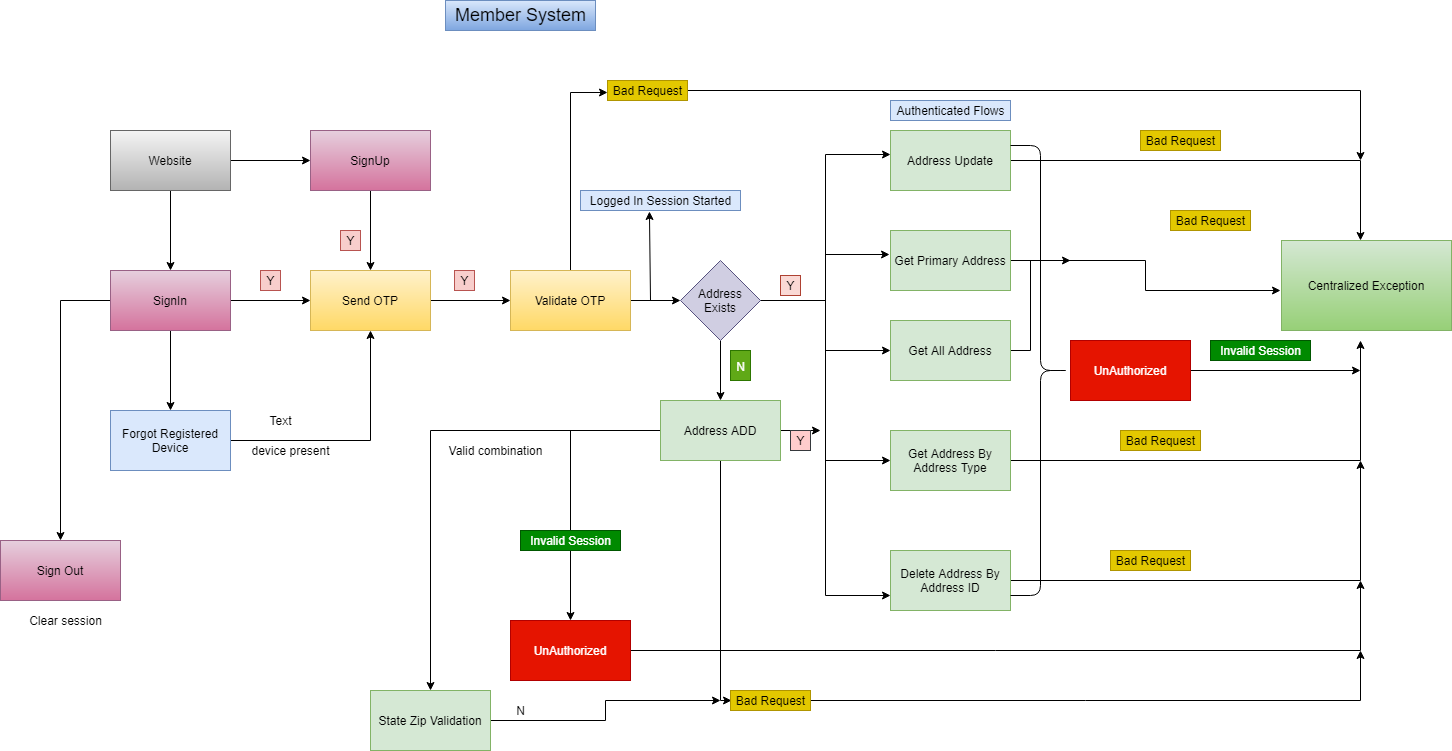 Member System
Bad Request
Authenticated Flows
Website
SignUp
Address Update
Bad Request
Logged In Session Started
Bad Request
Y
Get Primary Address
SignIn
Y
Send OTP
Y
Validate OTP
Address
Exists
Y
Centralized Exception
Get All Address
Invalid Session
N
UnAuthorized
Forgot Registered
Device
Text
device present
Valid combination
Address ADD
Y
Bad Request
Get Address By
Address Type
Invalid Session
Bad Request
Sign Out
Delete Address By
Address ID
Clear session
UnAuthorized
State Zip Validation
N
Bad Request